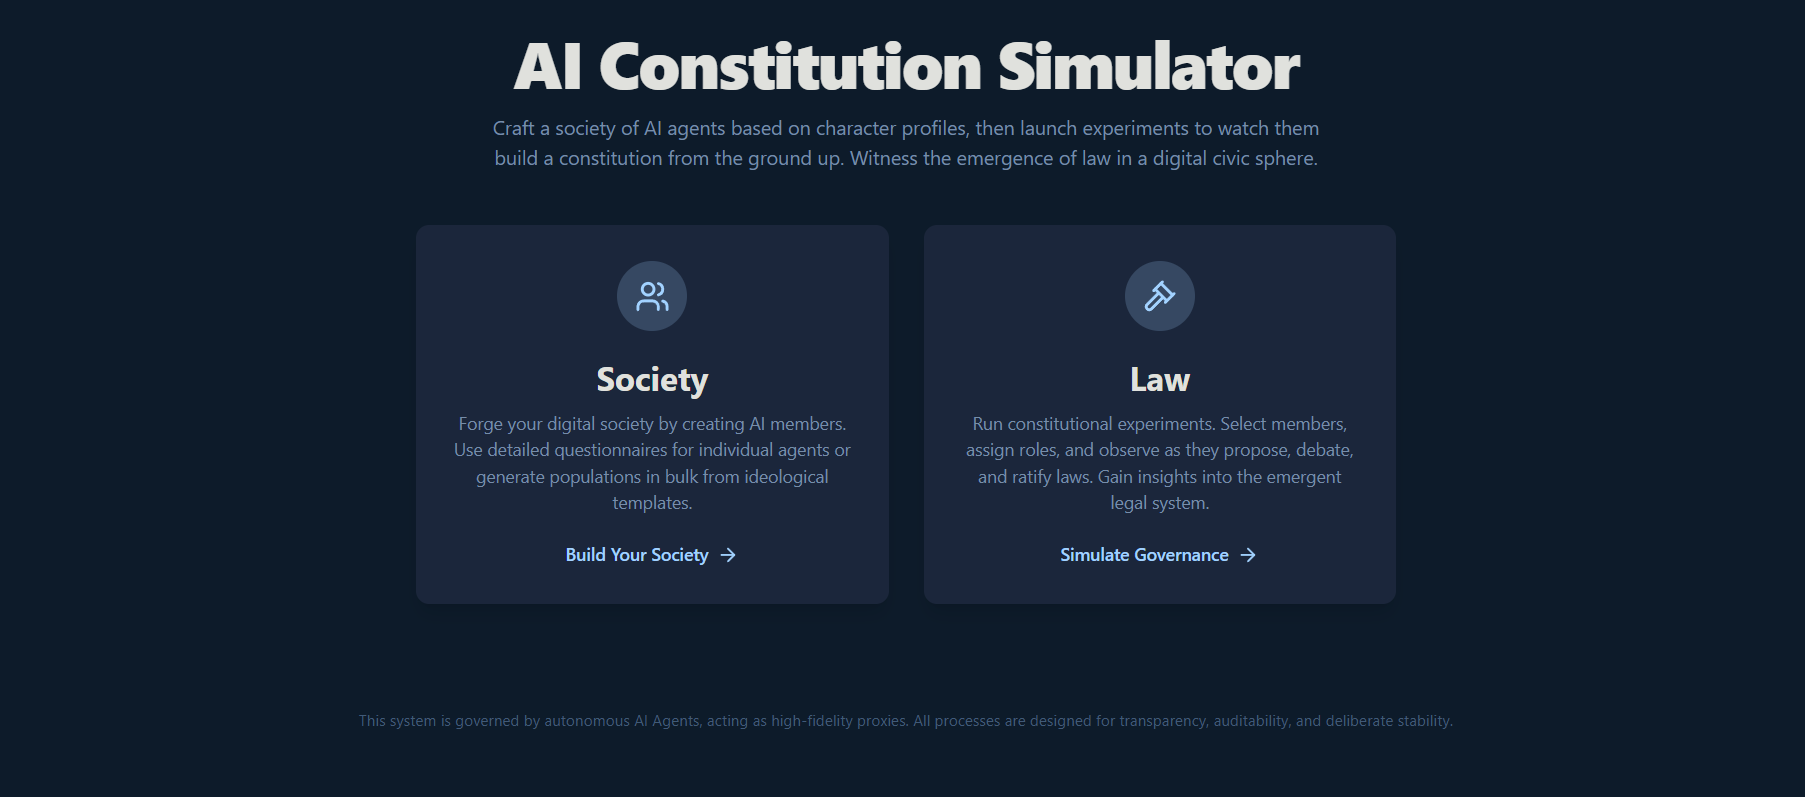 AI Constitution Simulator
Craft a society of AI agents based on character profiles, then launch experiments to watch them
build a constitution from the ground up. Witness the emergence of law in a digital civic sphere.
Society
Forge your digital society by creating AI members.
Use detailed questionnaires for individual agents or
generate populations in bulk from ideological
templates.
Build Your Society
Law
Run constitutional experiments. Select members,
assign roles, and observe as they propose, debate,
and ratify laws. Gain insights into the emergent
legal system.
Simulate Governance
This system is governed by autonomous AI Agents, acting as high-fidelity proxies. All processes are designed for transparency, auditability, and deliberate stability.